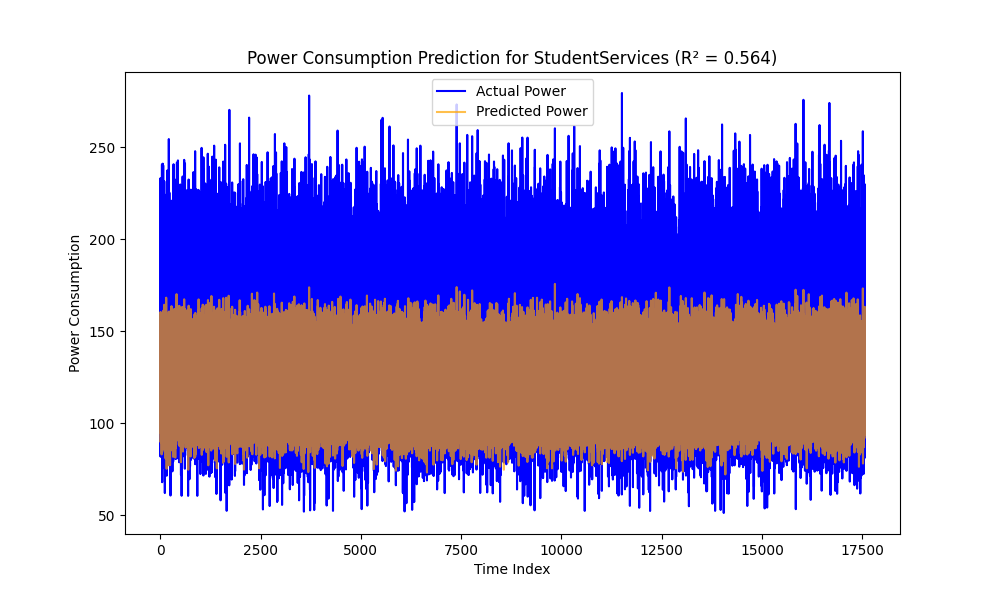 Power Consumption Prediction for StudentServices (R² = 0.564)
Actual Power
Predicted Power
Power Consumption
250
200
150
100
50
0
2500
5000
7500
10000
12500
15000
17500
Time Index